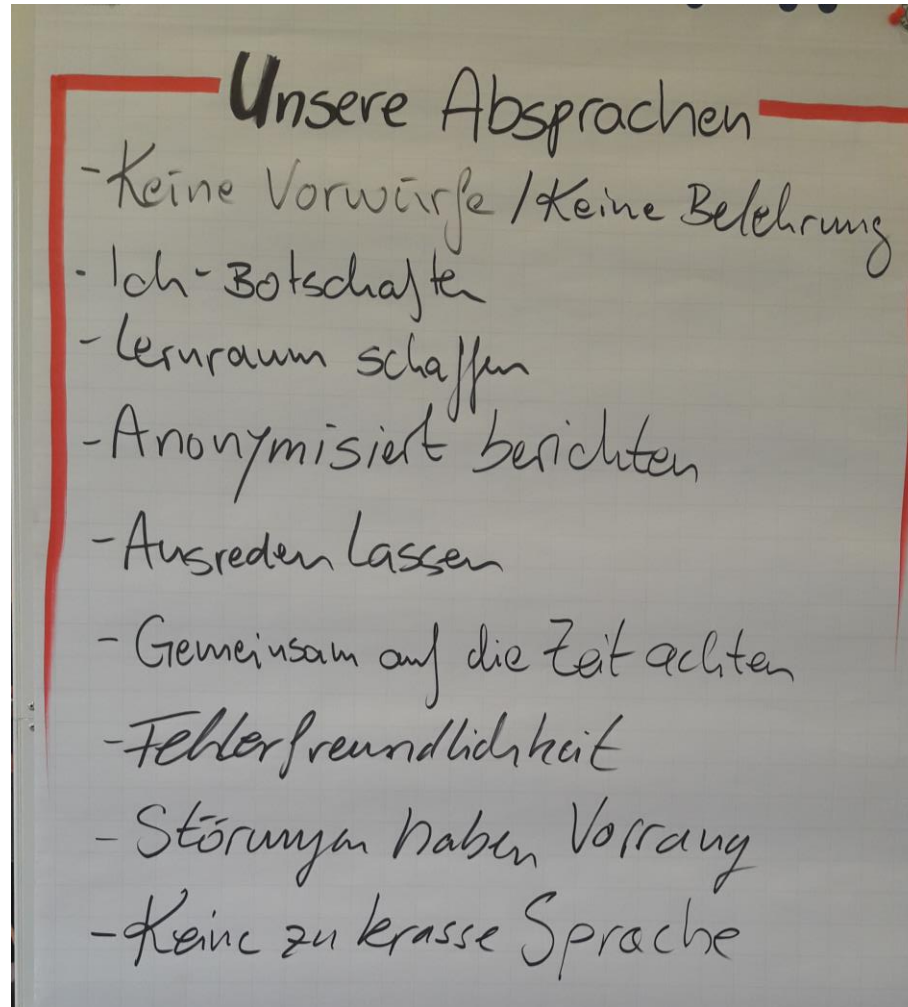 Unsere Absprachen
- Keine Vorwürfe / Keine Belehrung
- Ich-Botschaften
- Lernraum schaffen
- Anonymisiert berichten
- Ausreden lassen
- Gemeinsam auf die Zeit achten
- Fehlerfreundlichkeit
- Störungen haben Vorrang
- Keine zu krasse Sprache